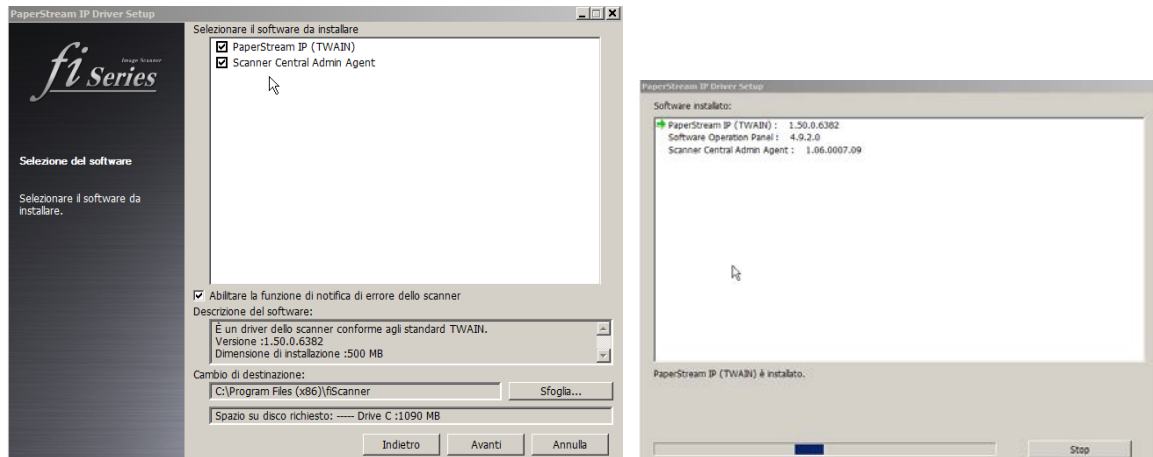 PaperStream IP Driver Setup
Image Scanner
fi Series
Selezione del software
Selezionare il software da
installare.
Selezionare il software da installare
PaperStream IP (TWAIN)
Scanner Central Admin Agent
Abilitare la funzione di notifica di errore dello scanner
Descrizione del software:
È un driver dello scanner conforme agli standard TWAIN.
Versione :1.50.0.6382
Dimensione di installazione :500 MB
Cambio di destinazione:
C:\Program Files (x86)\fiScanner
Sfoglia...
Spazio su disco richiesto: ----- Drive C :1090 MB
Indietro
Avanti
Annulla
PaperStream IP Driver Setup
Software installato:
PaperStream IP (TWAIN) : 1.50.0.6382
Software Operation Panel : 4.9.2.0
Scanner Central Admin Agent : 1.06.0007.09
PaperStream IP (TWAIN) è installato.
Stop